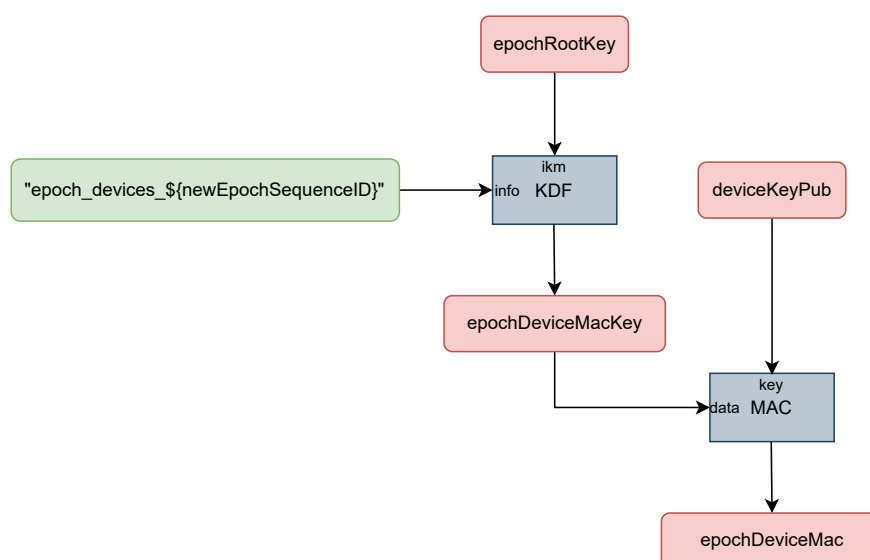 epochRootKey
ikm
"epoch_devices_${newEpochSequenceID}"
info
KDF
deviceKeyPub
epochDeviceMacKey
key
data
MAC
epochDeviceMac